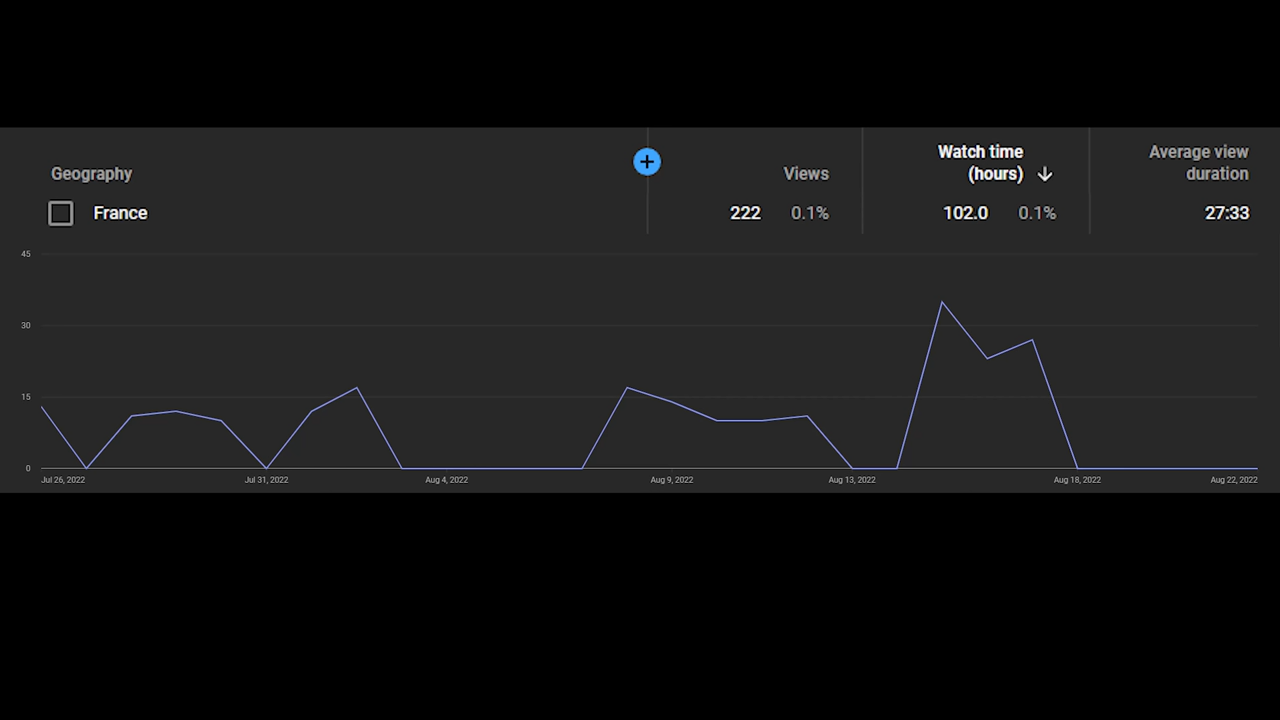 Geography
Views
Watch time
(hours)
Average view
duration
France
222
0.1%
102.0
0.1%
27:33
45
30
15
0
Jul 26, 2022
Jul 31, 2022
Aug 4, 2022
Aug 9, 2022
Aug 13, 2022
Aug 18, 2022
Aug 22, 2022